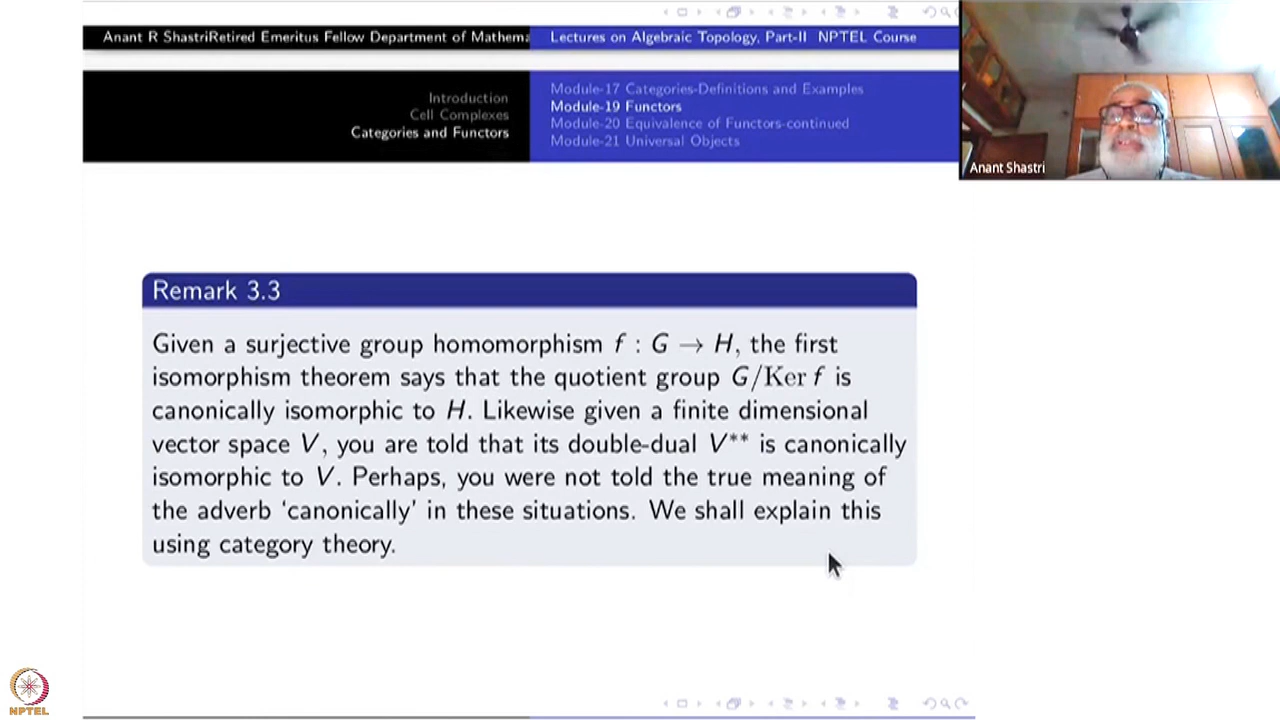 Anant R ShastriRetired Emeritus Fellow Department of Mathema
Lectures on Algebraic Topology, Part-II NPTEL Course
Introduction
Cell Complexes
Categories and Functors
Module-17 Categories-Definitions and Examples
Module-19 Functors
Module-20 Equivalence of Functors-continued
Module-21 Universal Objects
Anant Shastri
Remark 3.3
Given a surjective group homomorphism f : G → H, the first
isomorphism theorem says that the quotient group G/Ker f is
canonically isomorphic to H. Likewise given a finite dimensional
vector space V, you are told that its double-dual V** is canonically
isomorphic to V. Perhaps, you were not told the true meaning of
the adverb ‘canonically’ in these situations. We shall explain this
using category theory.
NPTEL